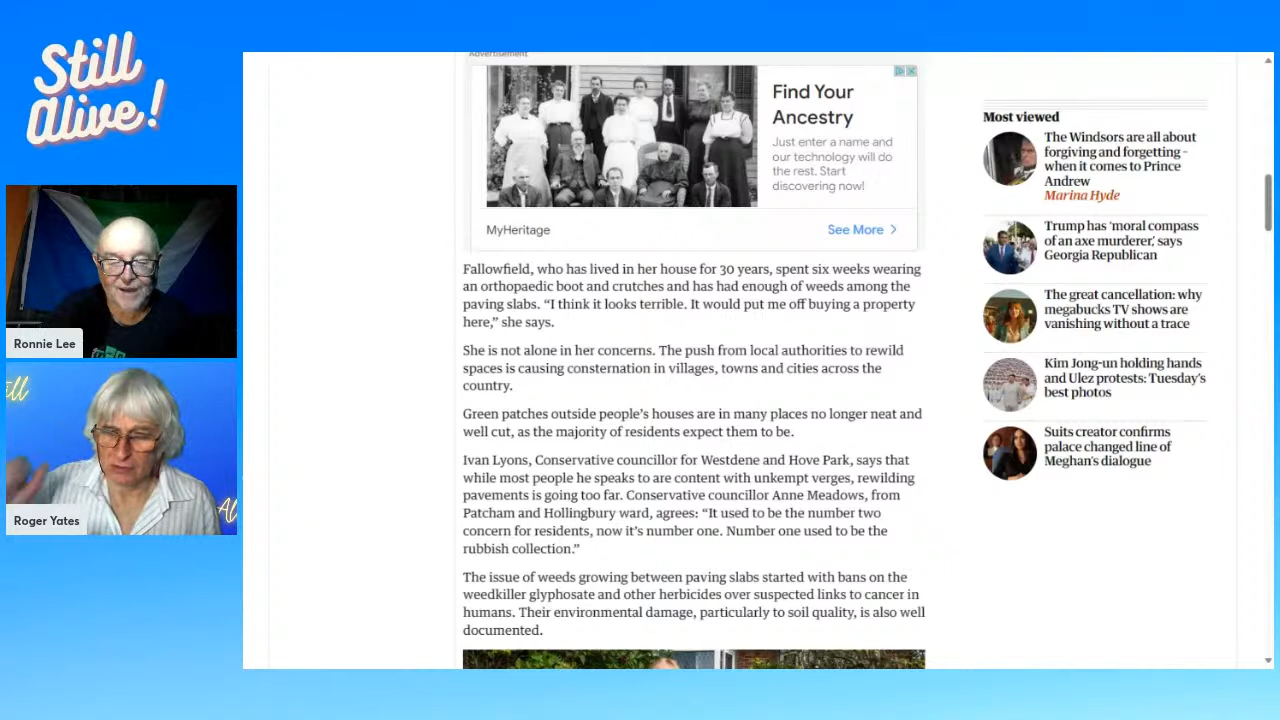 Still
Alive!
Ronnie Lee
Roger Yates
Advertisement
Find Your
Ancestry
Just enter a name and
our technology will do
the rest. Start
discovering now!
MyHeritage
See More
Fallowfield, who has lived in her house for 30 years, spent six weeks wearing
an orthopaedic boot and crutches and has had enough of weeds among the
paving slabs. “I think it looks terrible. It would put me off buying a property
here,” she says.
She is not alone in her concerns. The push from local authorities to rewild
spaces is causing consternation in villages, towns and cities across the
country.
Green patches outside people’s houses are in many places no longer neat and
well cut, as the majority of residents expect them to be.
Ivan Lyons, Conservative councillor for Westdene and Hove Park, says that
while most people he speaks to are content with unkempt verges, rewilding
pavements is going too far. Conservative councillor Anne Meadows, from
Patcham and Hollingbury ward, agrees: “It used to be the number two
concern for residents, now it’s number one. Number one used to be the
rubbish collection.”
The issue of weeds growing between paving slabs started with bans on the
weedkiller glyphosate and other herbicides over suspected links to cancer in
humans. Their environmental damage, particularly to soil quality, is also well
documented.
Most viewed
The Windsors are all about
forgiving and forgetting –
when it comes to Prince
Andrew
Marina Hyde
Trump has ‘moral compass
of an axe murderer,’ says
Georgia Republican
The great cancellation: why
megabucks TV shows are
vanishing without a trace
Kim Jong-un holding hands
and Ulez protests: Tuesday’s
best photos
Suits creator confirms
palace changed line of
Meghan’s dialogue